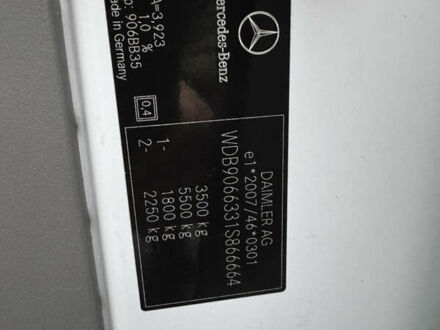 DAIMLER AG
e1*2007/46*0301
WDB9066331S866664
3500 kg
5500 kg
1- 1800 kg
2- 2250 kg
0,4
Mercedes-Benz
A=3,923
1,0 %
p: 906BB35,
ade in Germany